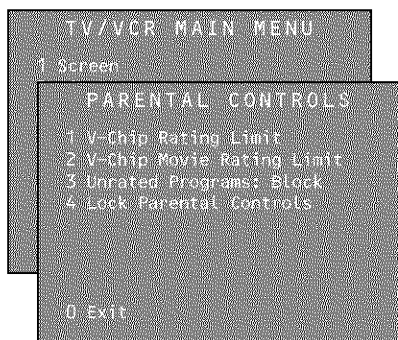 TV/VCR MAIN MENU
1 Screen
PARENTAL CONTROLS
1 V-Chip Rating Limit
2 V-Chip Movie Rating Limit
3 Unrated Programs: Block
4 Lock Parental Controls
0 Exit